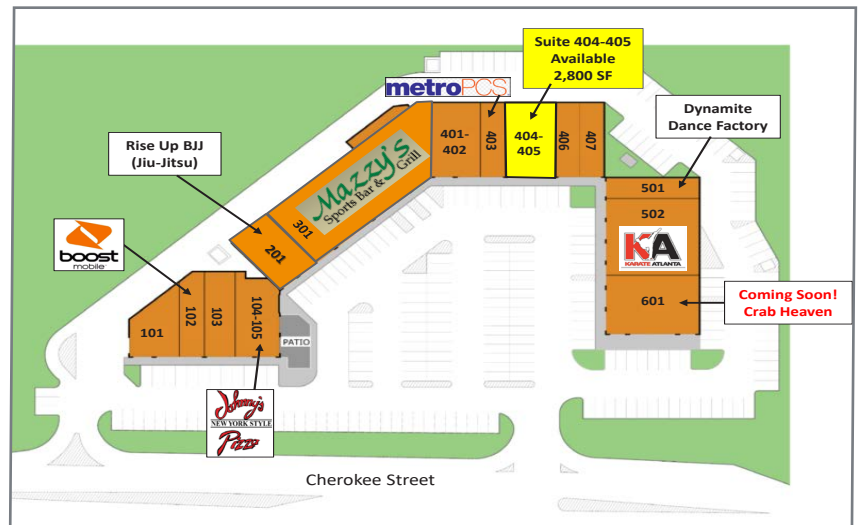 Suite 404-405
Available
2,800 SF
metroPCS
Dynamite
Dance Factory
Rise Up BJJ
(Jiu-Jitsu)
Mazzy's
Sports Bar & Grill
401-
402
403
404-
405
406
407
501
502
KA
KARATE ATLANTA
601
Coming Soon!
Crab Heaven
boost
mobile
301
201
101
102
103
104-105
PATIO
Johnny's
NEW YORK STYLE
Pizza
Cherokee Street